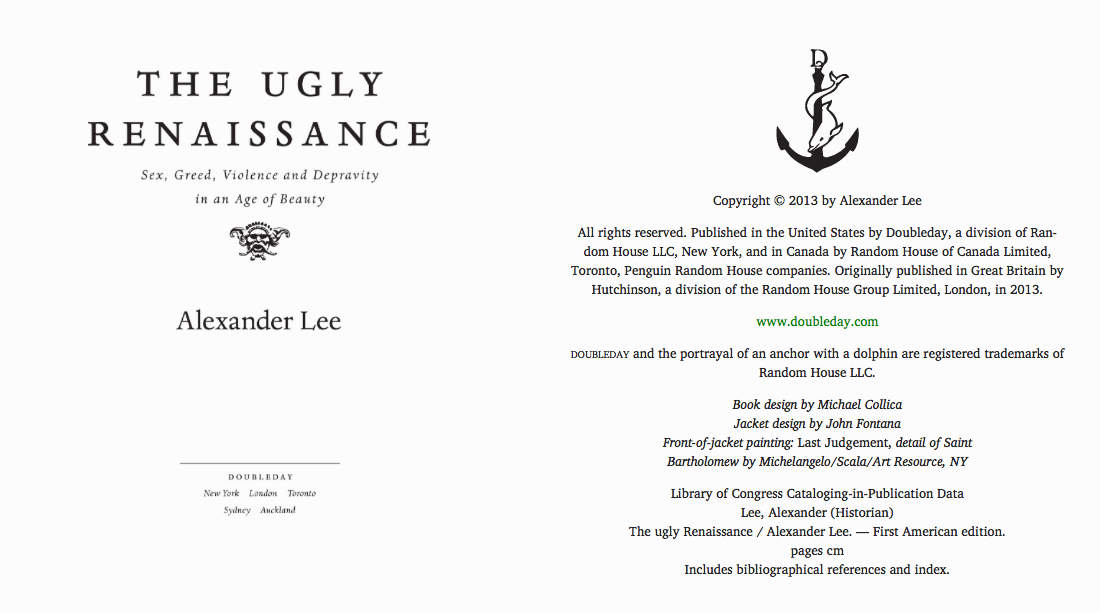 THE UGLY
RENAISSANCE
Sex, Greed, Violence and Depravity
in an Age of Beauty
Alexander Lee
DOUBLEDAY
New York London Toronto
Sydney Auckland
D
Copyright © 2013 by Alexander Lee
All rights reserved. Published in the United States by Doubleday, a division of Ran-
dom House LLC, New York, and in Canada by Random House of Canada Limited,
Toronto, Penguin Random House companies. Originally published in Great Britain by
Hutchinson, a division of the Random House Group Limited, London, in 2013.
www.doubleday.com
DOUBLEDAY and the portrayal of an anchor with a dolphin are registered trademarks of
Random House LLC.
Book design by Michael Collica
Jacket design by John Fontana
Front-of-jacket painting: Last Judgement, detail of Saint
Bartholomew by Michelangelo/Scala/Art Resource, NY
Library of Congress Cataloging-in-Publication Data
Lee, Alexander (Historian)
The ugly Renaissance / Alexander Lee. — First American edition.
pages cm
Includes bibliographical references and index.